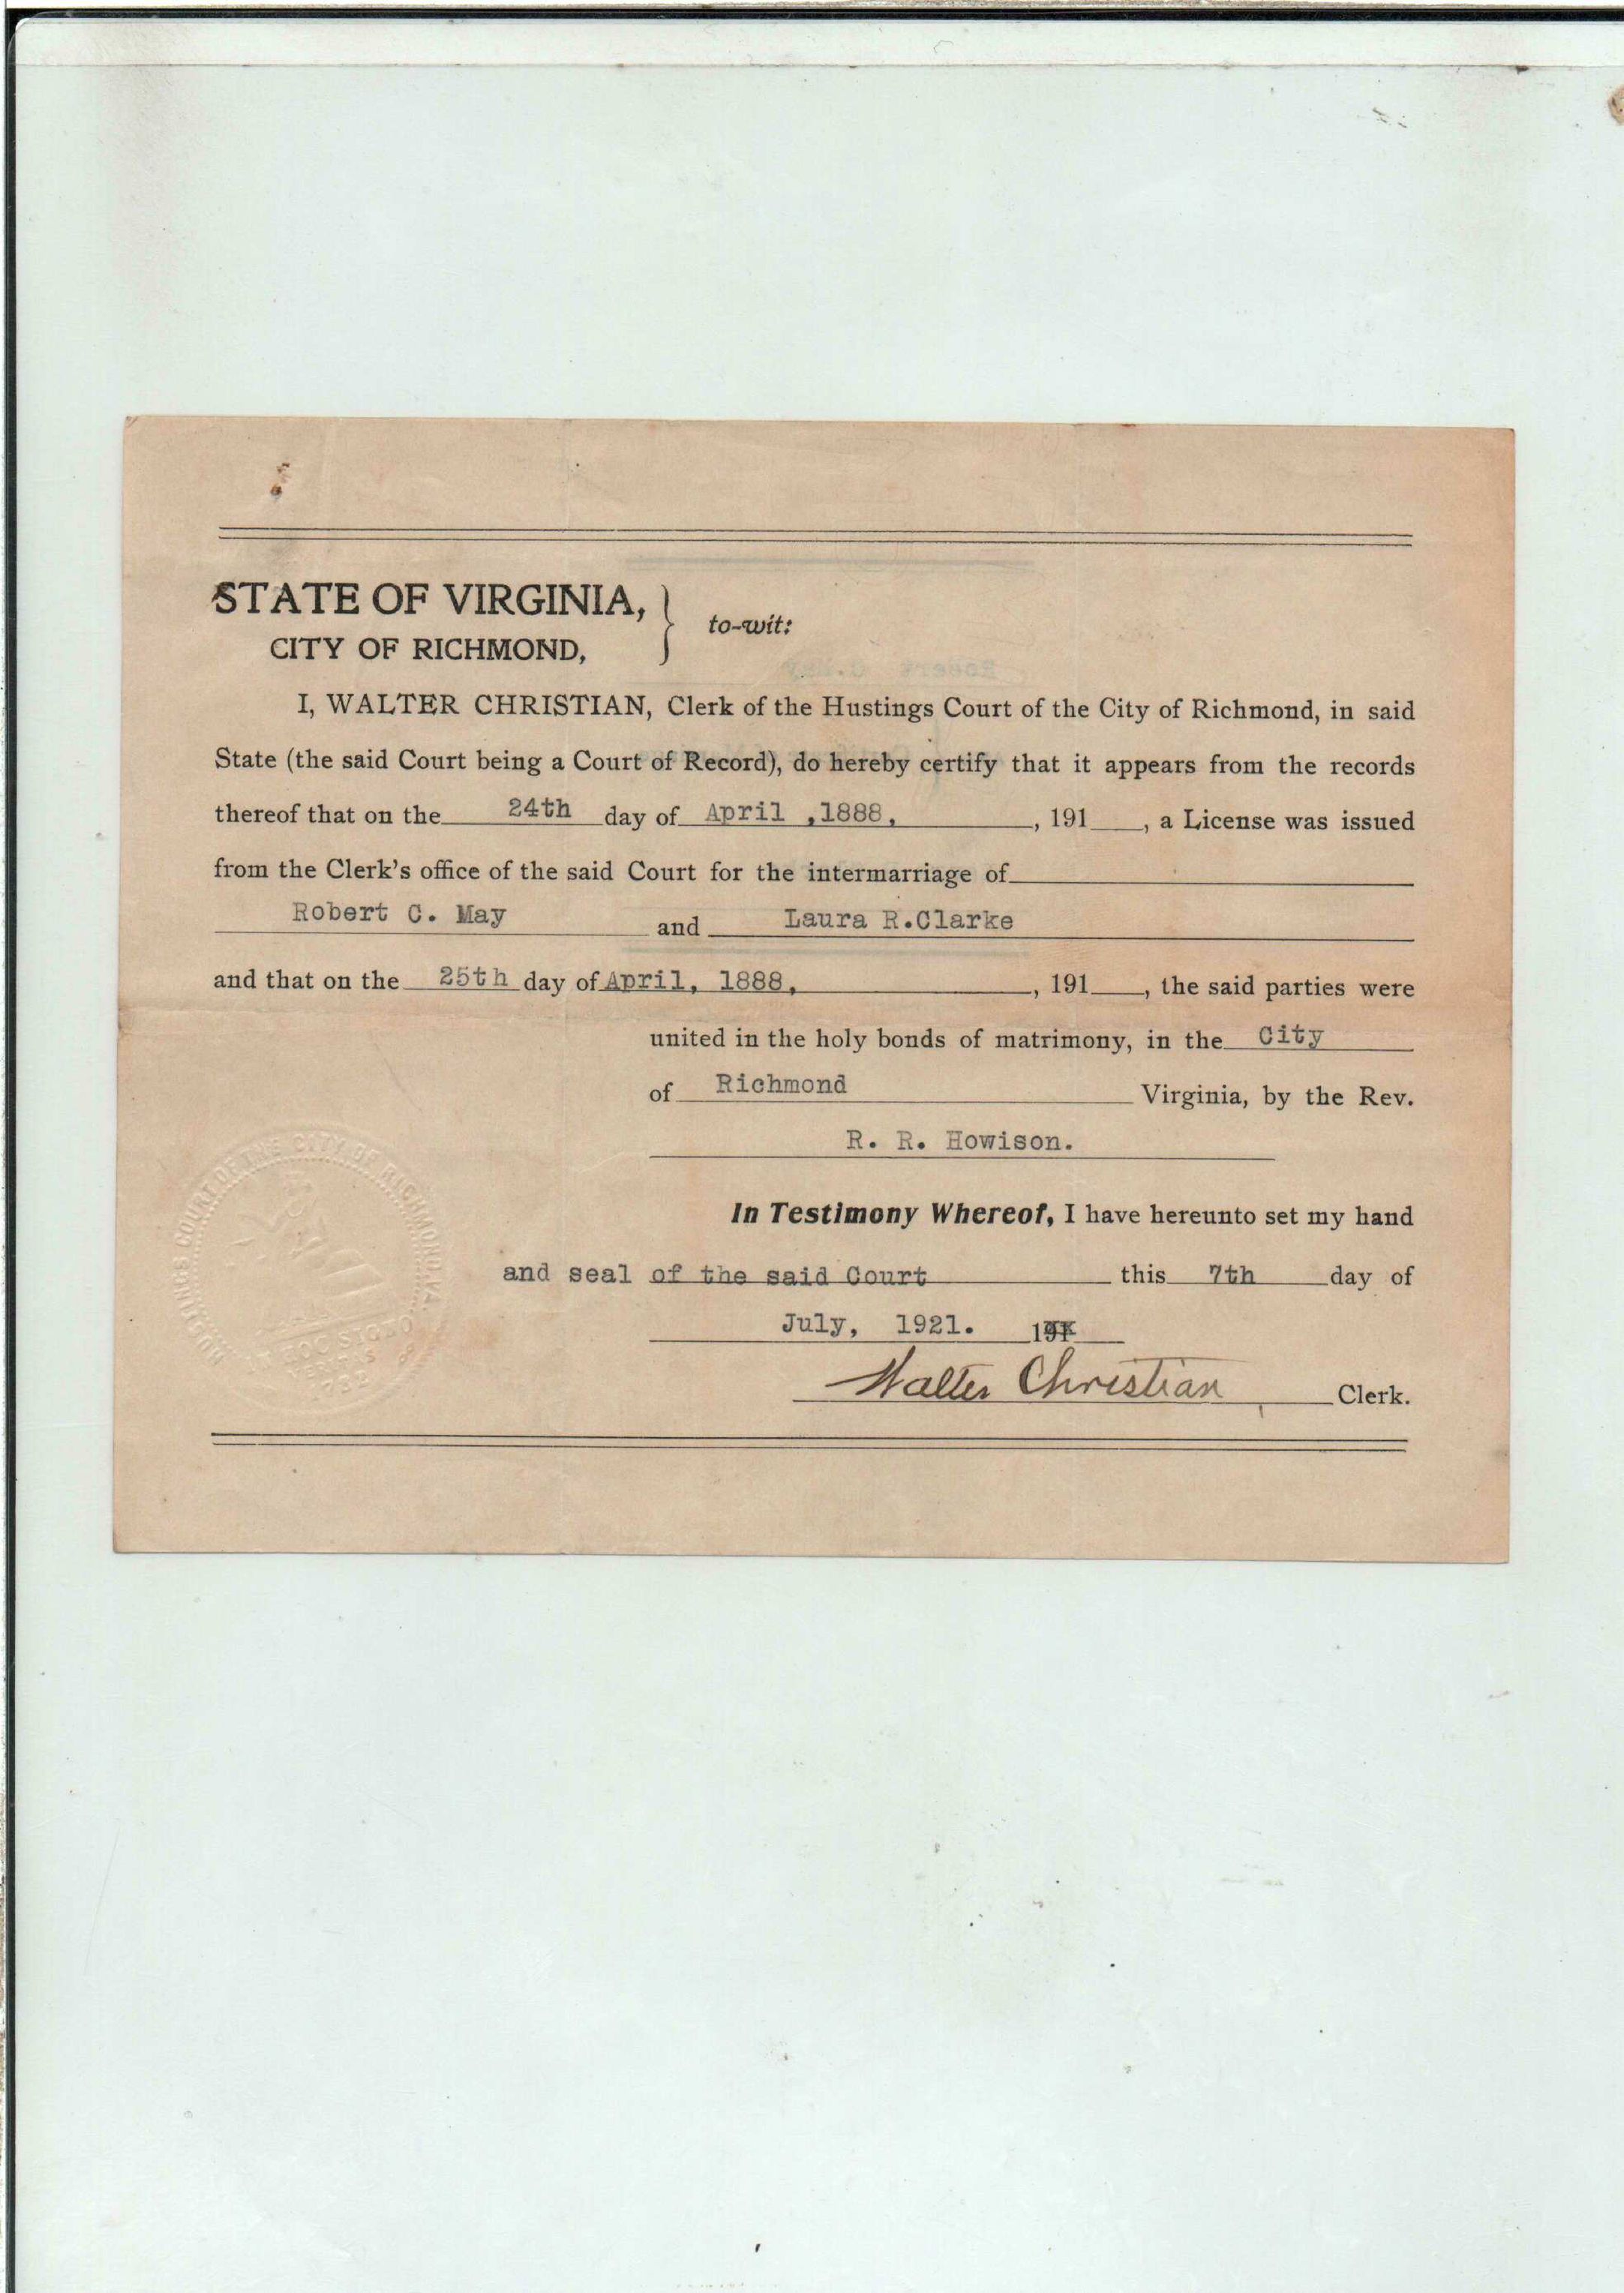 STATE OF VIRGINIA,
CITY OF RICHMOND,
to-wit:
I, WALTER CHRISTIAN, Clerk of the Hustings Court of the City of Richmond, in said
State (the said Court being a Court of Record), do hereby certify that it appears from the records
thereof that on the 24th day of April ,1888, , 191 , a License was issued
from the Clerk's office of the said Court for the intermarriage of
Robert C. May and Laura R.Clarke
and that on the 25th day of April, 1888, , 191 , the said parties were
united in the holy bonds of matrimony, in the City
of Richmond Virginia, by the Rev.
R. R. Howison.
In Testimony Whereof, I have hereunto set my hand
and seal of the said Court this 7th day of
July, 1921. 191
Walter Christian Clerk.
HUSTINGS COURT OF THE CITY OF RICHMOND VA.